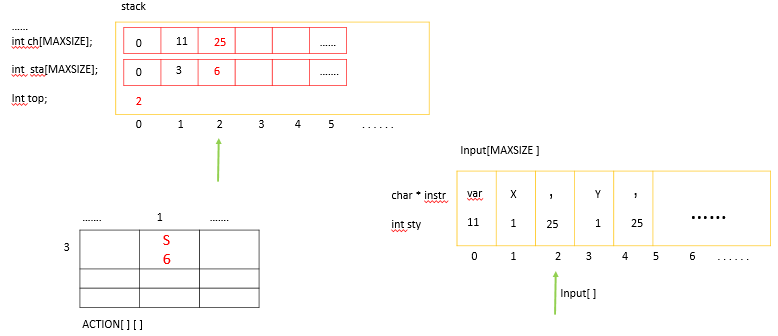 stack
......
int ch[MAXSIZE]; 0 11 25 ......
int sta[MAXSIZE]; 0 3 6 .......
Int top; 2
0 1 2 3 4 5 ......
Input[MAXSIZE ]
char * instr var X , Y ,
int sty 11 1 25 1 25 ......
0 1 2 3 4 5 6 ......
Input[ ]
....... 1 .......
3 S
6
ACTION[ ] [ ]